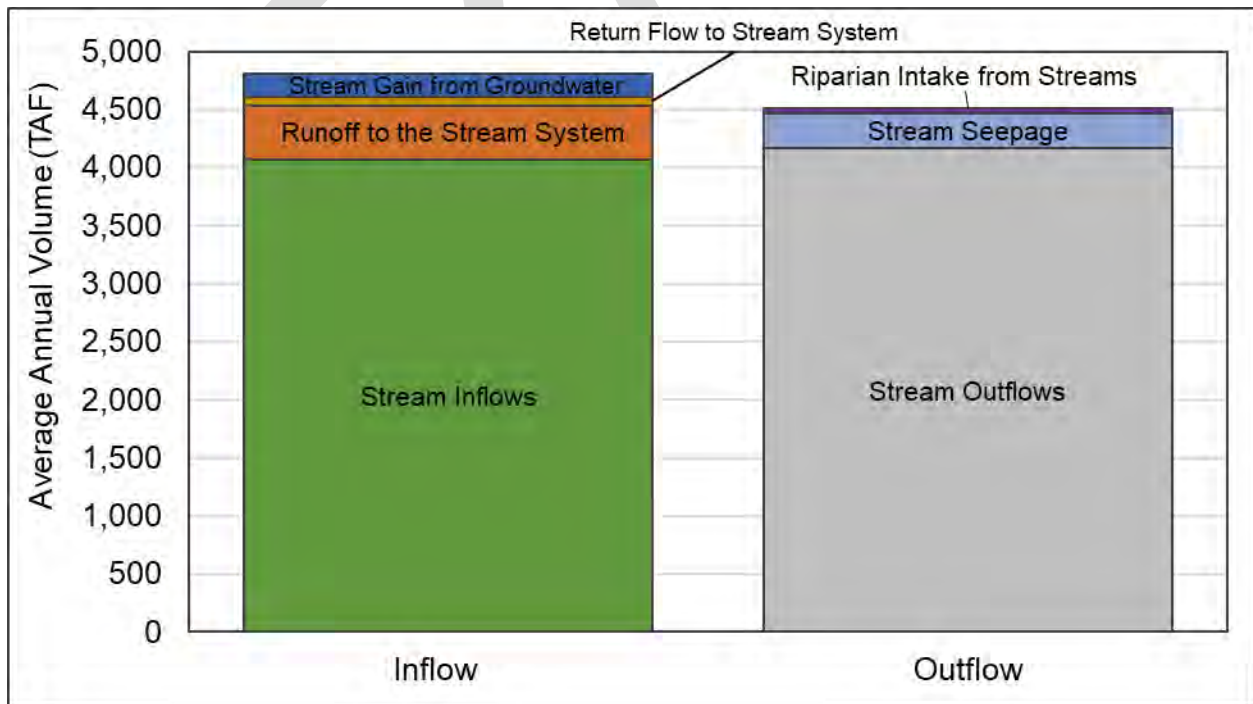 Return Flow to Stream System
5,000
4,500
4,000
3,500
3,000
2,500
2,000
1,500
1,000
500
0
Average Annual Volume (TAF)
Stream Gain from Groundwater
Runoff to the Stream System
Stream Inflows
Riparian Intake from Streams
Stream Seepage
Stream Outflows
Inflow
Outflow